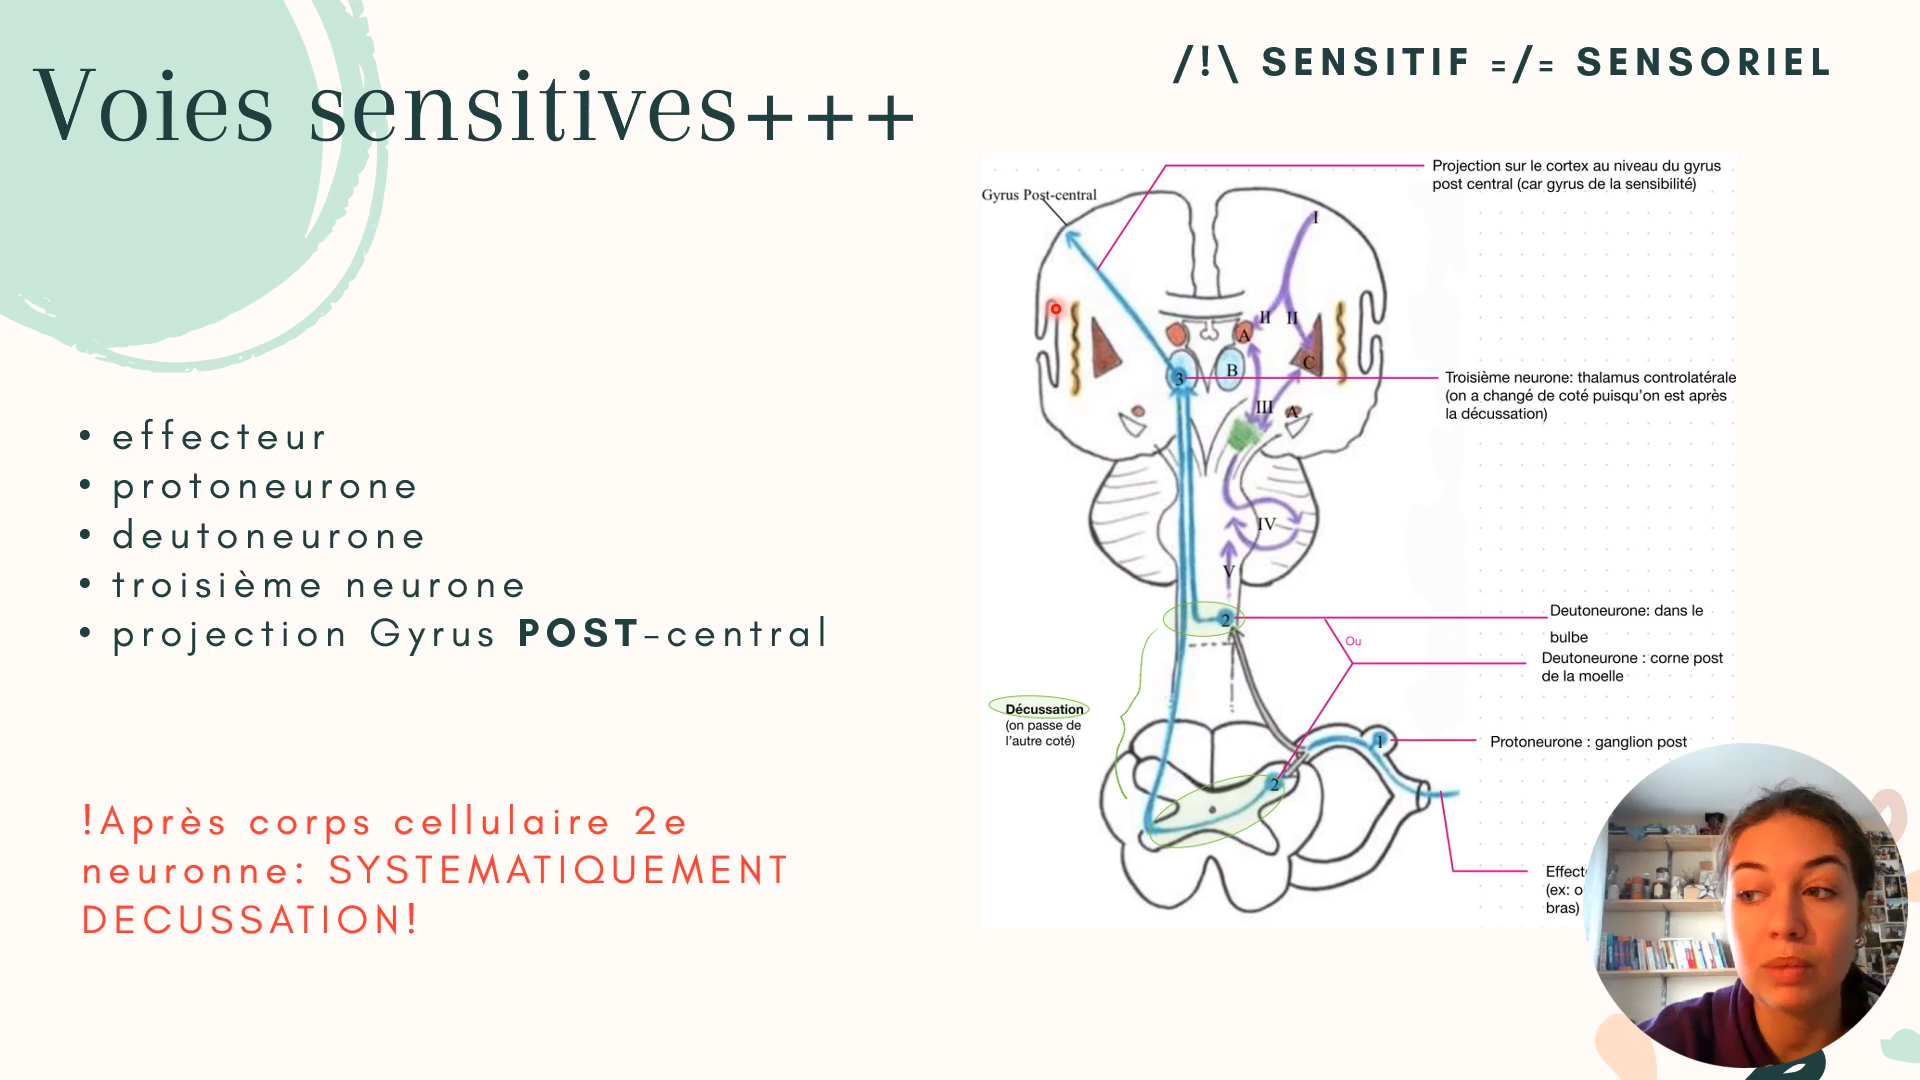 /!\ SENSITIF =/= SENSORIEL
Voies sensitives+++
• effecteur
• protoneurone
• deutoneurone
• troisième neurone
• projection Gyrus POST-central
!Après corps cellulaire 2e
neuronne: SYSTEMATIQUEMENT
DECUSSATION!
Projection sur le cortex au niveau du gyrus
post central (car gyrus de la sensibilité)
Gyrus Post-central
I
II
II
A
B
C
3
Troisième neurone: thalamus controlatérale
(on a changé de coté puisqu'on est après
la décussation)
III
A
IV
V
2
Deutoneurone: dans le
bulbe
Ou
Deutoneurone : corne post
de la moelle
Décussation
(on passe de
l'autre coté)
1
Protoneurone : ganglion post
2
(ex:
bras)